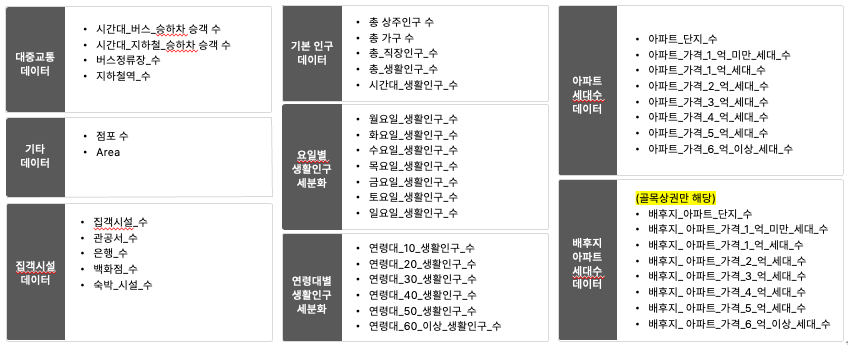 대중교통
데이터
• 시간대_버스_승하차 승객 수
• 시간대_지하철_승하차 승객 수
• 버스정류장_수
• 지하철역_수
기타
데이터
• 점포 수
• Area
집객시설
데이터
• 집객시설_수
• 관공서_수
• 은행_수
• 백화점_수
• 숙박_시설_수
기본 인구
데이터
• 총 상주인구 수
• 총 가구 수
• 총_직장인구_수
• 총_생활인구_수
• 시간대_생활인구_수
요일별
생활인구
세분화
• 월요일_생활인구_수
• 화요일_생활인구_수
• 수요일_생활인구_수
• 목요일_생활인구_수
• 금요일_생활인구_수
• 토요일_생활인구_수
• 일요일_생활인구_수
연령대별
생활인구
세분화
• 연령대_10_생활인구_수
• 연령대_20_생활인구_수
• 연령대_30_생활인구_수
• 연령대_40_생활인구_수
• 연령대_50_생활인구_수
• 연령대_60_이상_생활인구_수
아파트
세대수
데이터
• 아파트_단지_수
• 아파트_가격_1_억_미만_세대_수
• 아파트_가격_1_억_세대_수
• 아파트_가격_2_억_세대_수
• 아파트_가격_3_억_세대_수
• 아파트_가격_4_억_세대_수
• 아파트_가격_5_억_세대_수
• 아파트_가격_6_억_이상_세대_수
배후지
아파트
세대수
데이터
(골목상권만 해당)
• 배후지_아파트_단지_수
• 배후지_ 아파트_가격_1_억_미만_세대_수
• 배후지_ 아파트_가격_1_억_세대_수
• 배후지_ 아파트_가격_2_억_세대_수
• 배후지_ 아파트_가격_3_억_세대_수
• 배후지_ 아파트_가격_4_억_세대_수
• 배후지_ 아파트_가격_5_억_세대_수
• 배후지_ 아파트_가격_6_억_이상_세대_수